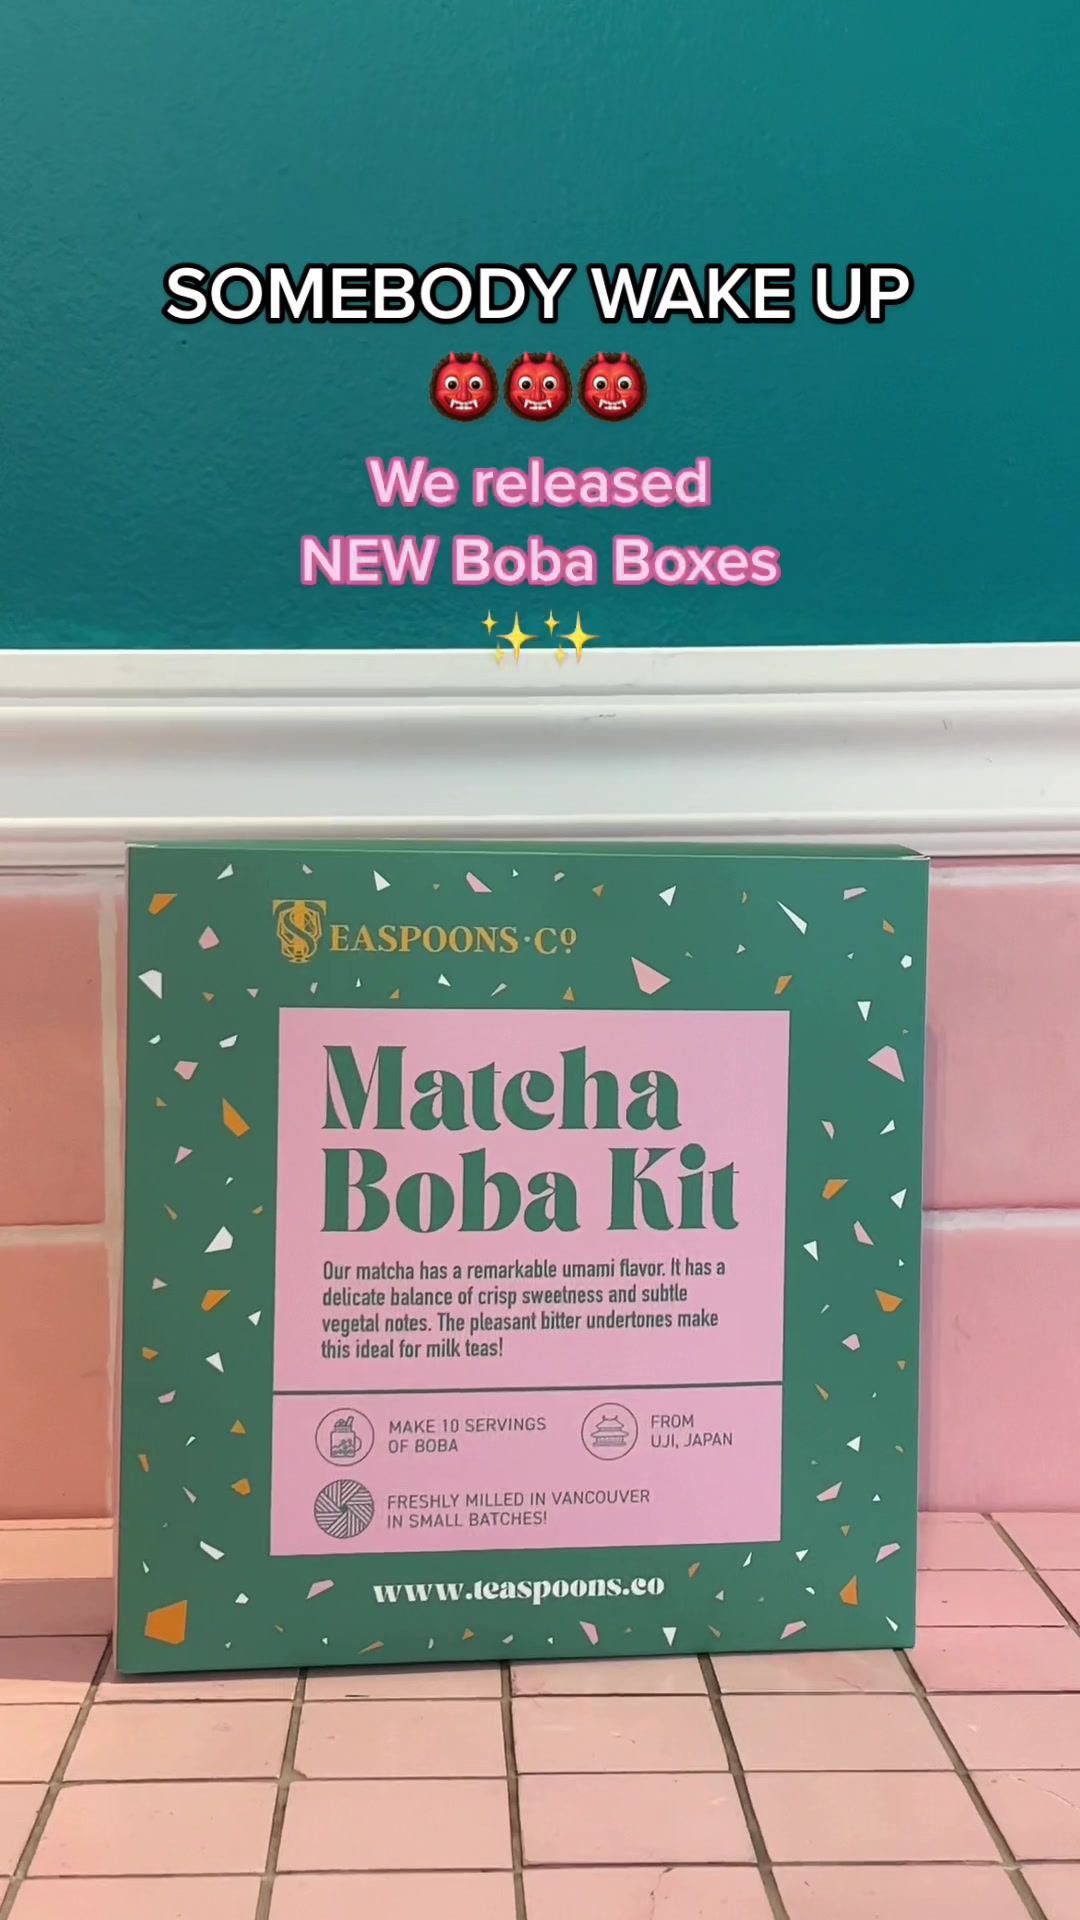 SOMEBODY WAKE UP
👹👹👹
We released
NEW Boba Boxes
✨✨
TEASPOONS·Cº
Matcha
Boba Kit
Our matcha has a remarkable umami flavor. It has a
delicate balance of crisp sweetness and subtle
vegetal notes. The pleasant bitter undertones make
this ideal for milk teas!
MAKE 10 SERVINGS
OF BOBA
FROM
UJI, JAPAN
FRESHLY MILLED IN VANCOUVER
IN SMALL BATCHES!
www.teaspoons.co